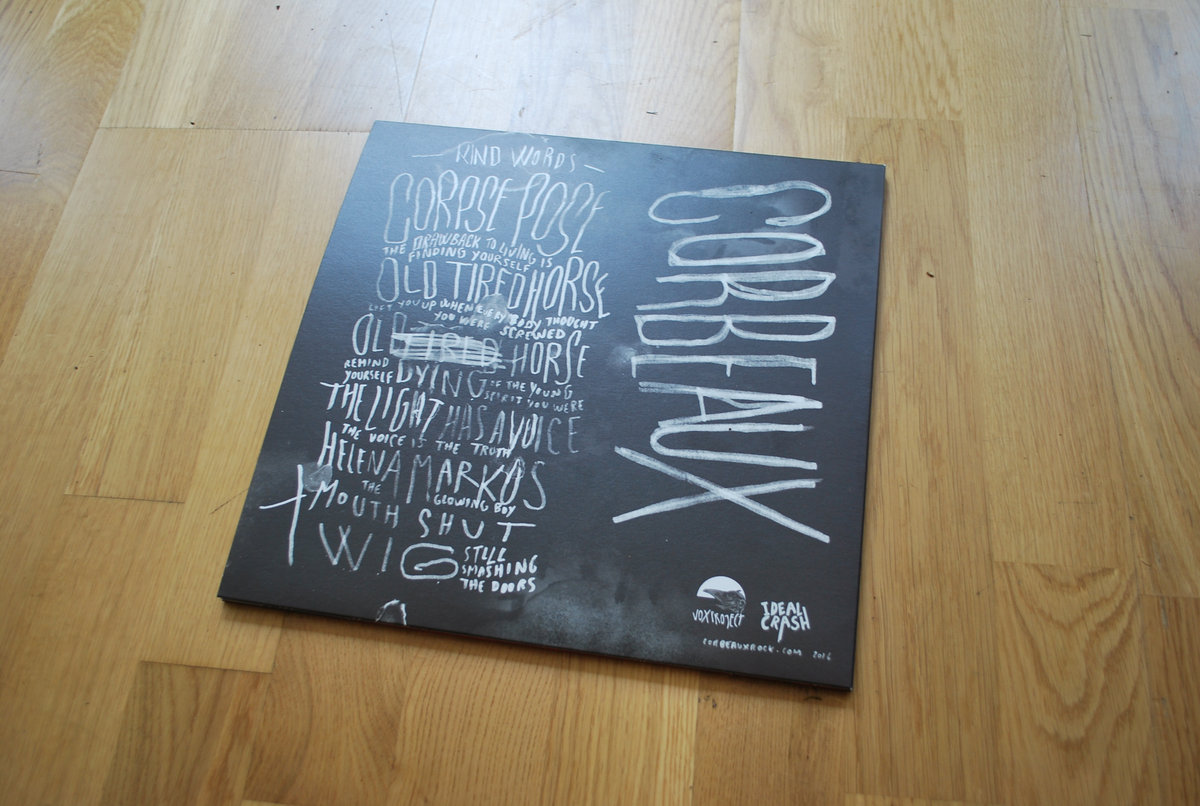 — KIND WORDS —
CORPSE POSE
THE DRAWBACK TO LIVING IS
FINDING YOURSELF
OLD TIRED HORSE
LIFT YOU UP WHEN EVERY BODY THOUGHT
YOU WERE SCREWED
OLD TIRED HORSE
REMIND
YOURSELF DYING OF THE YOUNG
SPIRIT YOU WERE
THE LIGHT HAS A VOICE
THE VOICE IS THE TRUTH
HELENA MARKOS
THE GLOWING BOY
MOUTH SHUT
WIG STILL
SMASHING
THE DOORS
CORBEAUX
VOXPROJECT
IDEAL
CRASH
CORBEAUXROCK.COM 2016